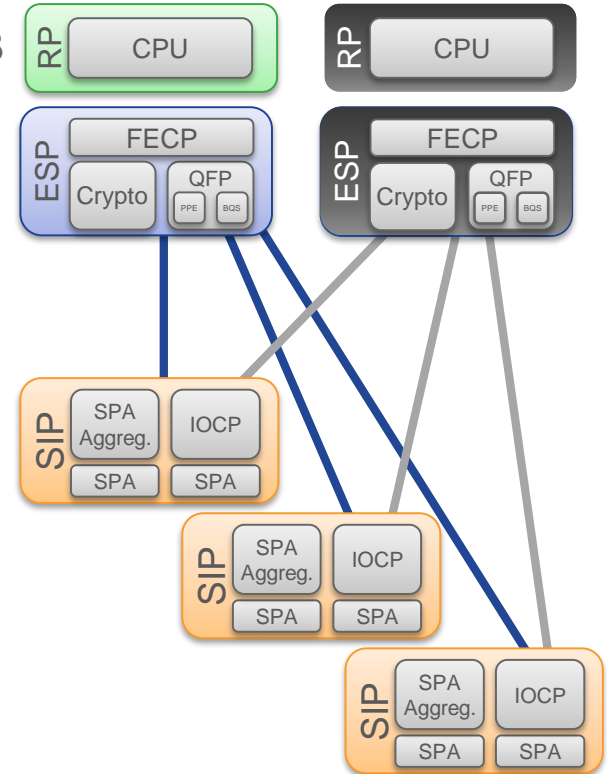 RP
CPU
RP
CPU
ESP
FECP
Crypto
QFP
PPE
BQS
ESP
FECP
Crypto
QFP
PPE
BQS
SIP
SPA
Aggreg.
IOCP
SPA
SPA
SIP
SPA
Aggreg.
IOCP
SPA
SPA
SIP
SPA
Aggreg.
IOCP
SPA
SPA